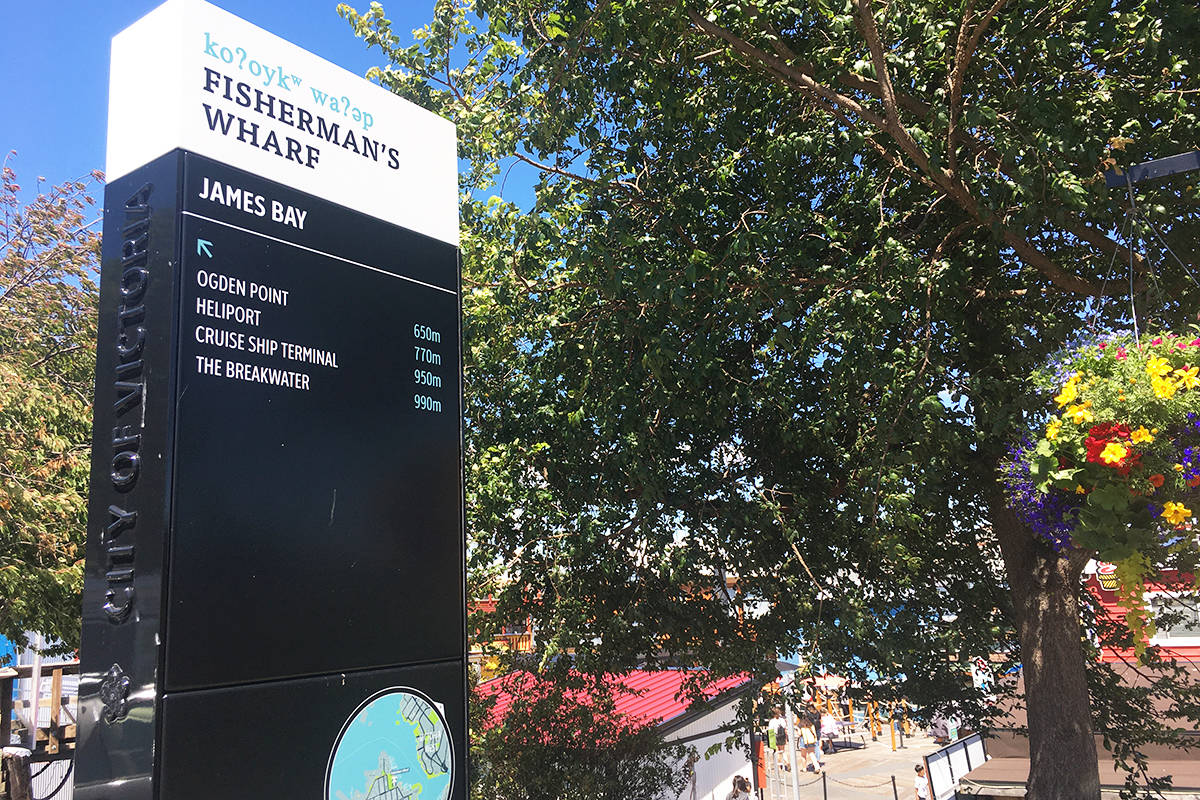 koʔoykʷ waʔəp
FISHERMAN'S
WHARF
JAMES BAY
↖
OGDEN POINT 650m
HELIPORT 770m
CRUISE SHIP TERMINAL 950m
THE BREAKWATER 990m
CITY OF VICTORIA